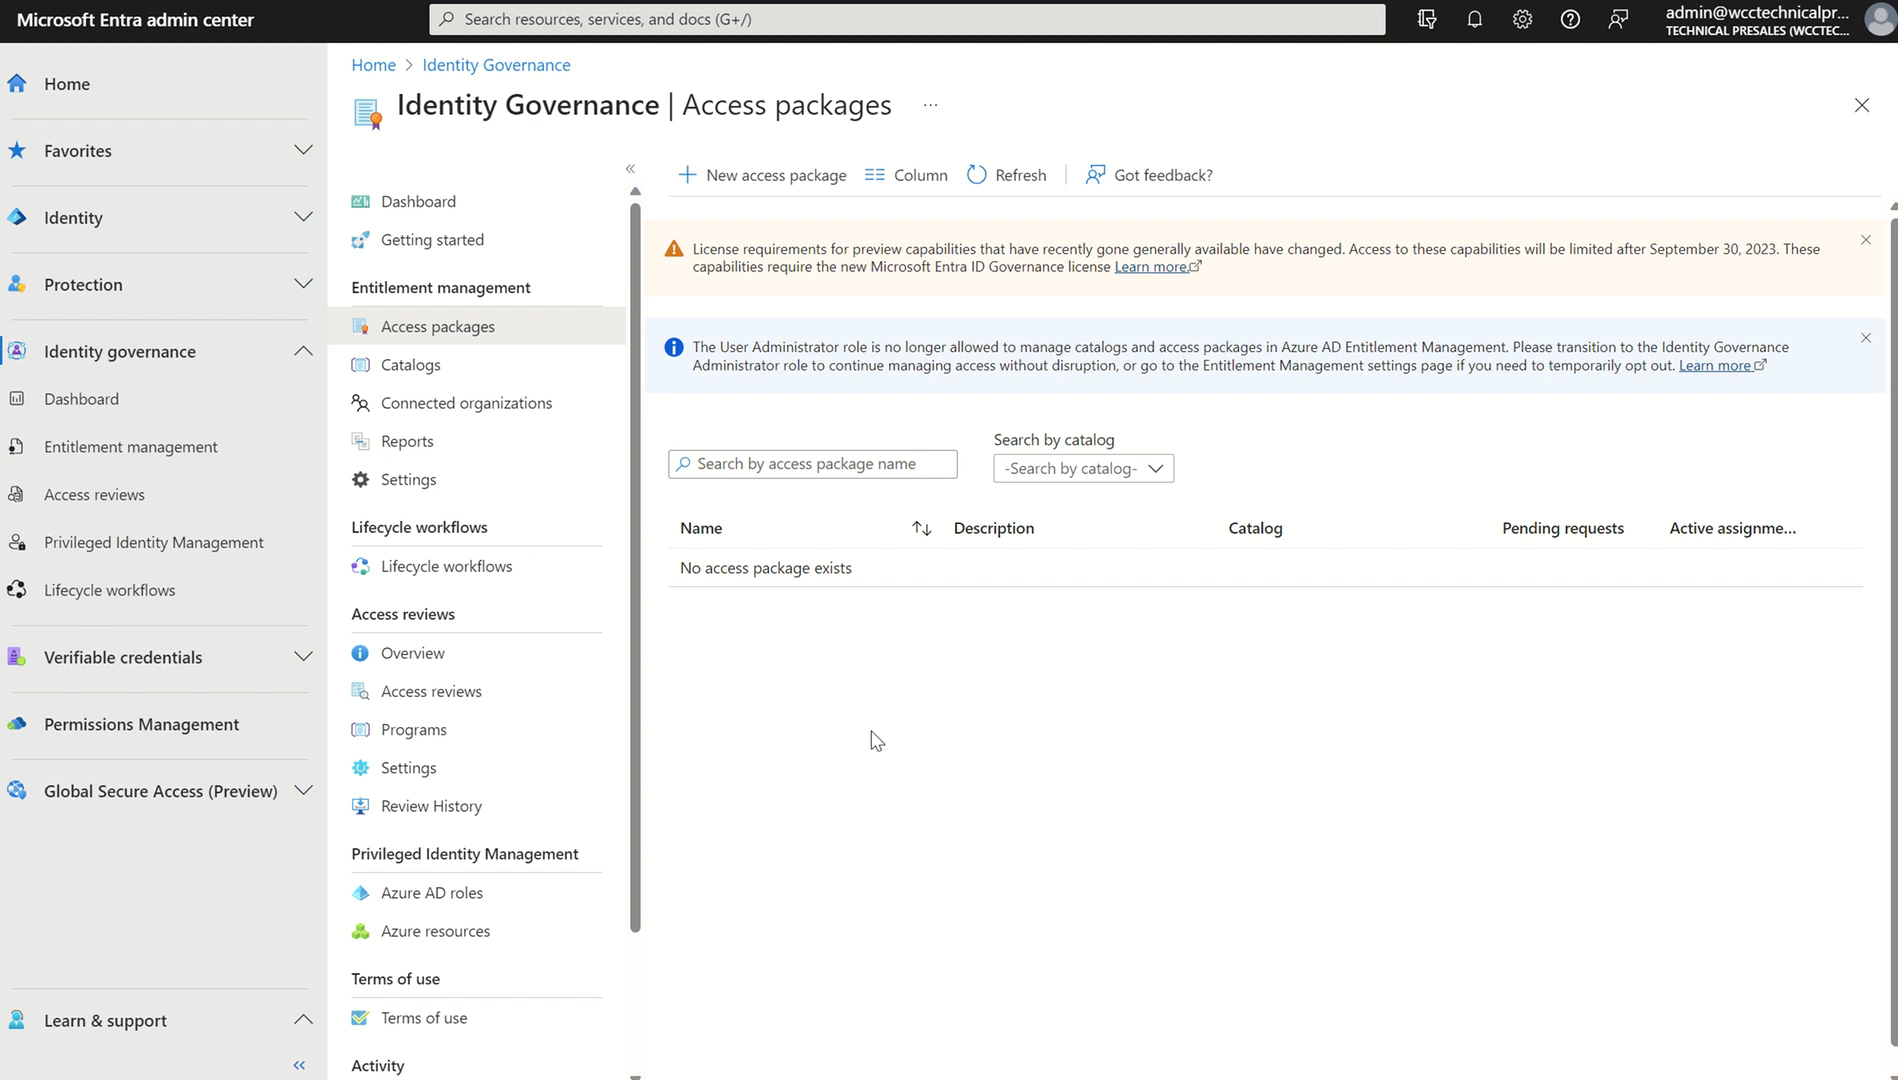 Microsoft Entra admin center
Search resources, services, and docs (G+/)
admin@wcctechnicalpr...
TECHNICAL PRESALES (WCCTEC...
Home
Favorites
Identity
Protection
Identity governance
Dashboard
Entitlement management
Access reviews
Privileged Identity Management
Lifecycle workflows
Verifiable credentials
Permissions Management
Global Secure Access (Preview)
Learn & support
Home > Identity Governance
Identity Governance | Access packages ...
Dashboard
Getting started
Entitlement management
Access packages
Catalogs
Connected organizations
Reports
Settings
Lifecycle workflows
Lifecycle workflows
Access reviews
Overview
Access reviews
Programs
Settings
Review History
Privileged Identity Management
Azure AD roles
Azure resources
Terms of use
Terms of use
Activity
New access package Column Refresh Got feedback?
License requirements for preview capabilities that have recently gone generally available have changed. Access to these capabilities will be limited after September 30, 2023. These
capabilities require the new Microsoft Entra ID Governance license Learn more.
The User Administrator role is no longer allowed to manage catalogs and access packages in Azure AD Entitlement Management. Please transition to the Identity Governance
Administrator role to continue managing access without disruption, or go to the Entitlement Management settings page if you need to temporarily opt out. Learn more
Search by catalog
Search by access package name -Search by catalog-
Name Description Catalog Pending requests Active assignme...
No access package exists